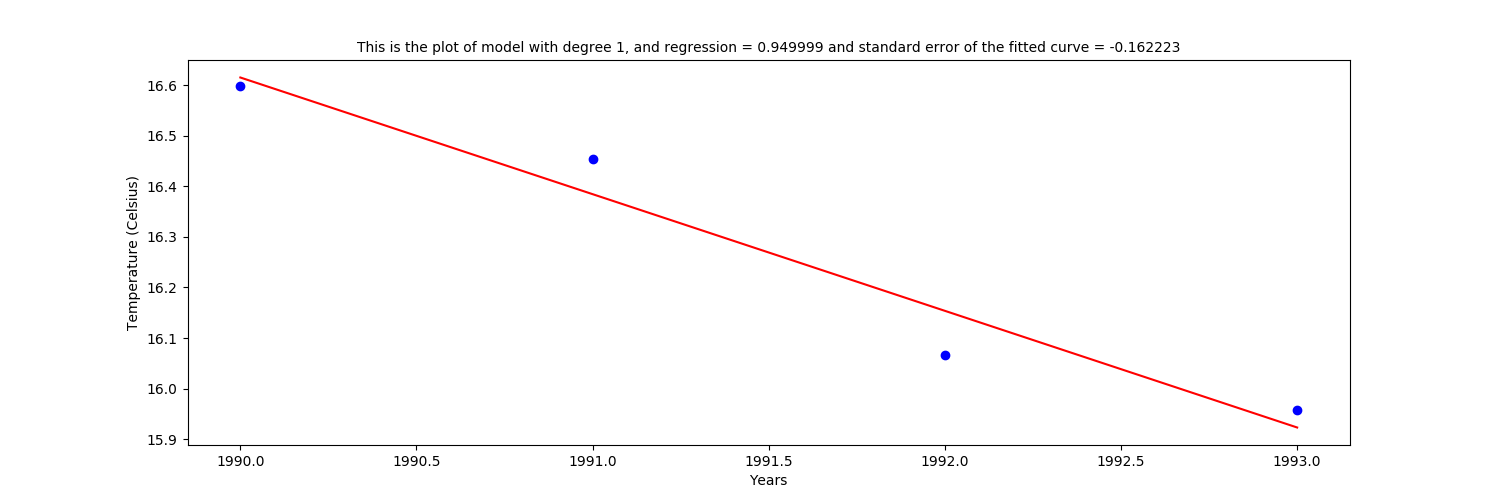 This is the plot of model with degree 1, and regression = 0.949999 and standard error of the fitted curve = -0.162223
16.6
16.5
16.4
16.3
16.2
16.1
16.0
15.9
Temperature (Celsius)
1990.0 1990.5 1991.0 1991.5 1992.0 1992.5 1993.0
Years